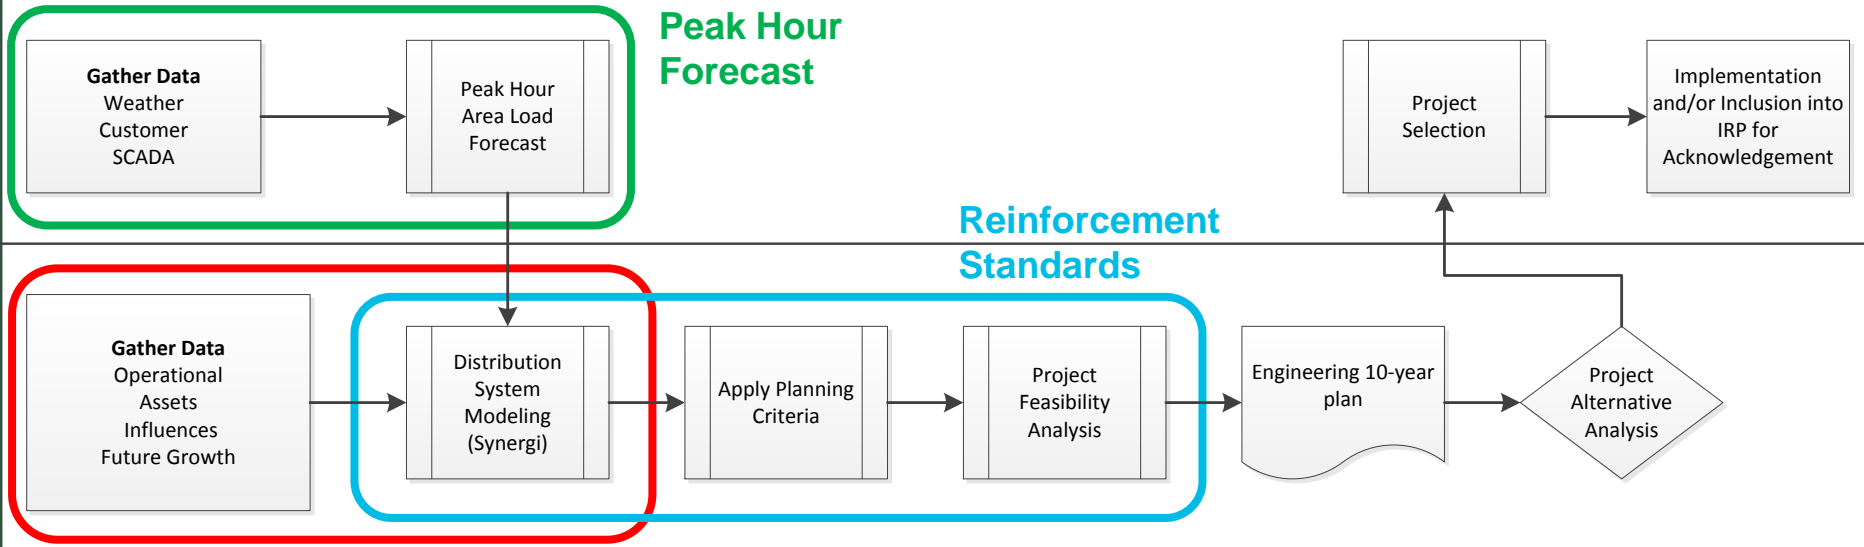 Peak Hour
Forecast
Gather Data
Weather
Customer
SCADA
Peak Hour
Area Load
Forecast
Project
Selection
Implementation
and/or Inclusion into
IRP for
Acknowledgement
Reinforcement
Standards
Gather Data
Operational
Assets
Influences
Future Growth
Distribution
System
Modeling
(Synergi)
Apply Planning
Criteria
Project
Feasibility
Analysis
Engineering 10-year
plan
Project
Alternative
Analysis